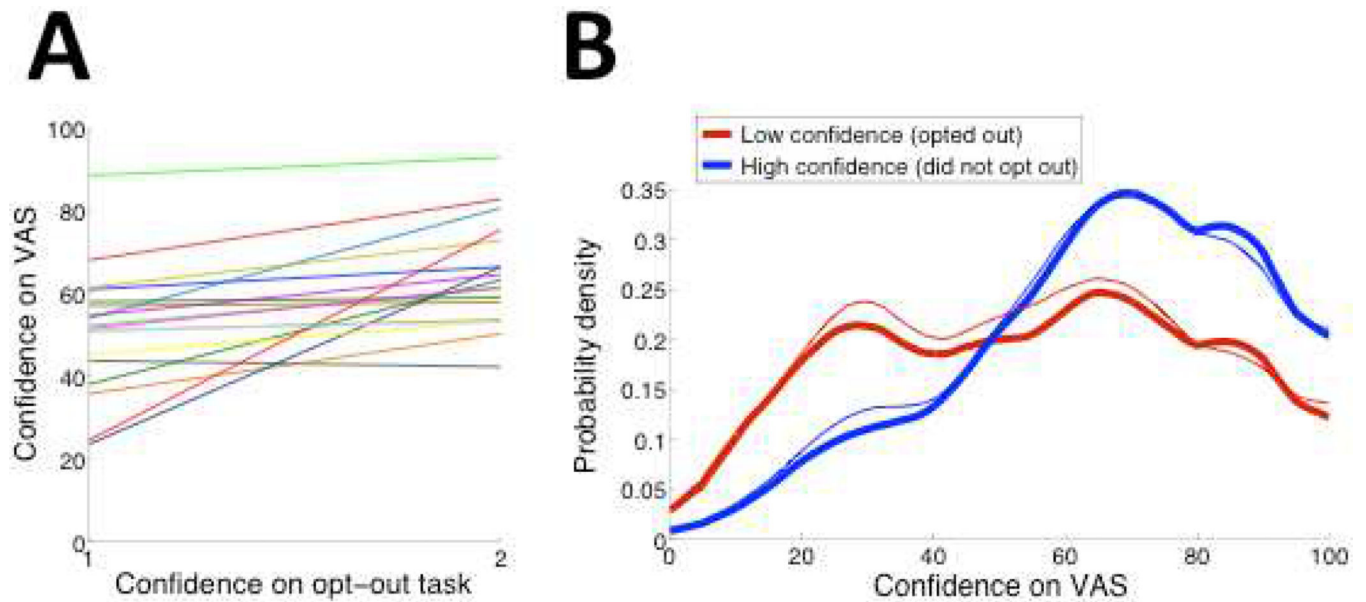 A
B
100
80
60
40
20
0
1
2
Confidence on VAS
Confidence on opt-out task
Low confidence (opted out)
High confidence (did not opt out)
0.35
0.3
0.25
0.2
0.15
0.1
0.05
0
0
20
40
60
80
100
Probability density
Confidence on VAS